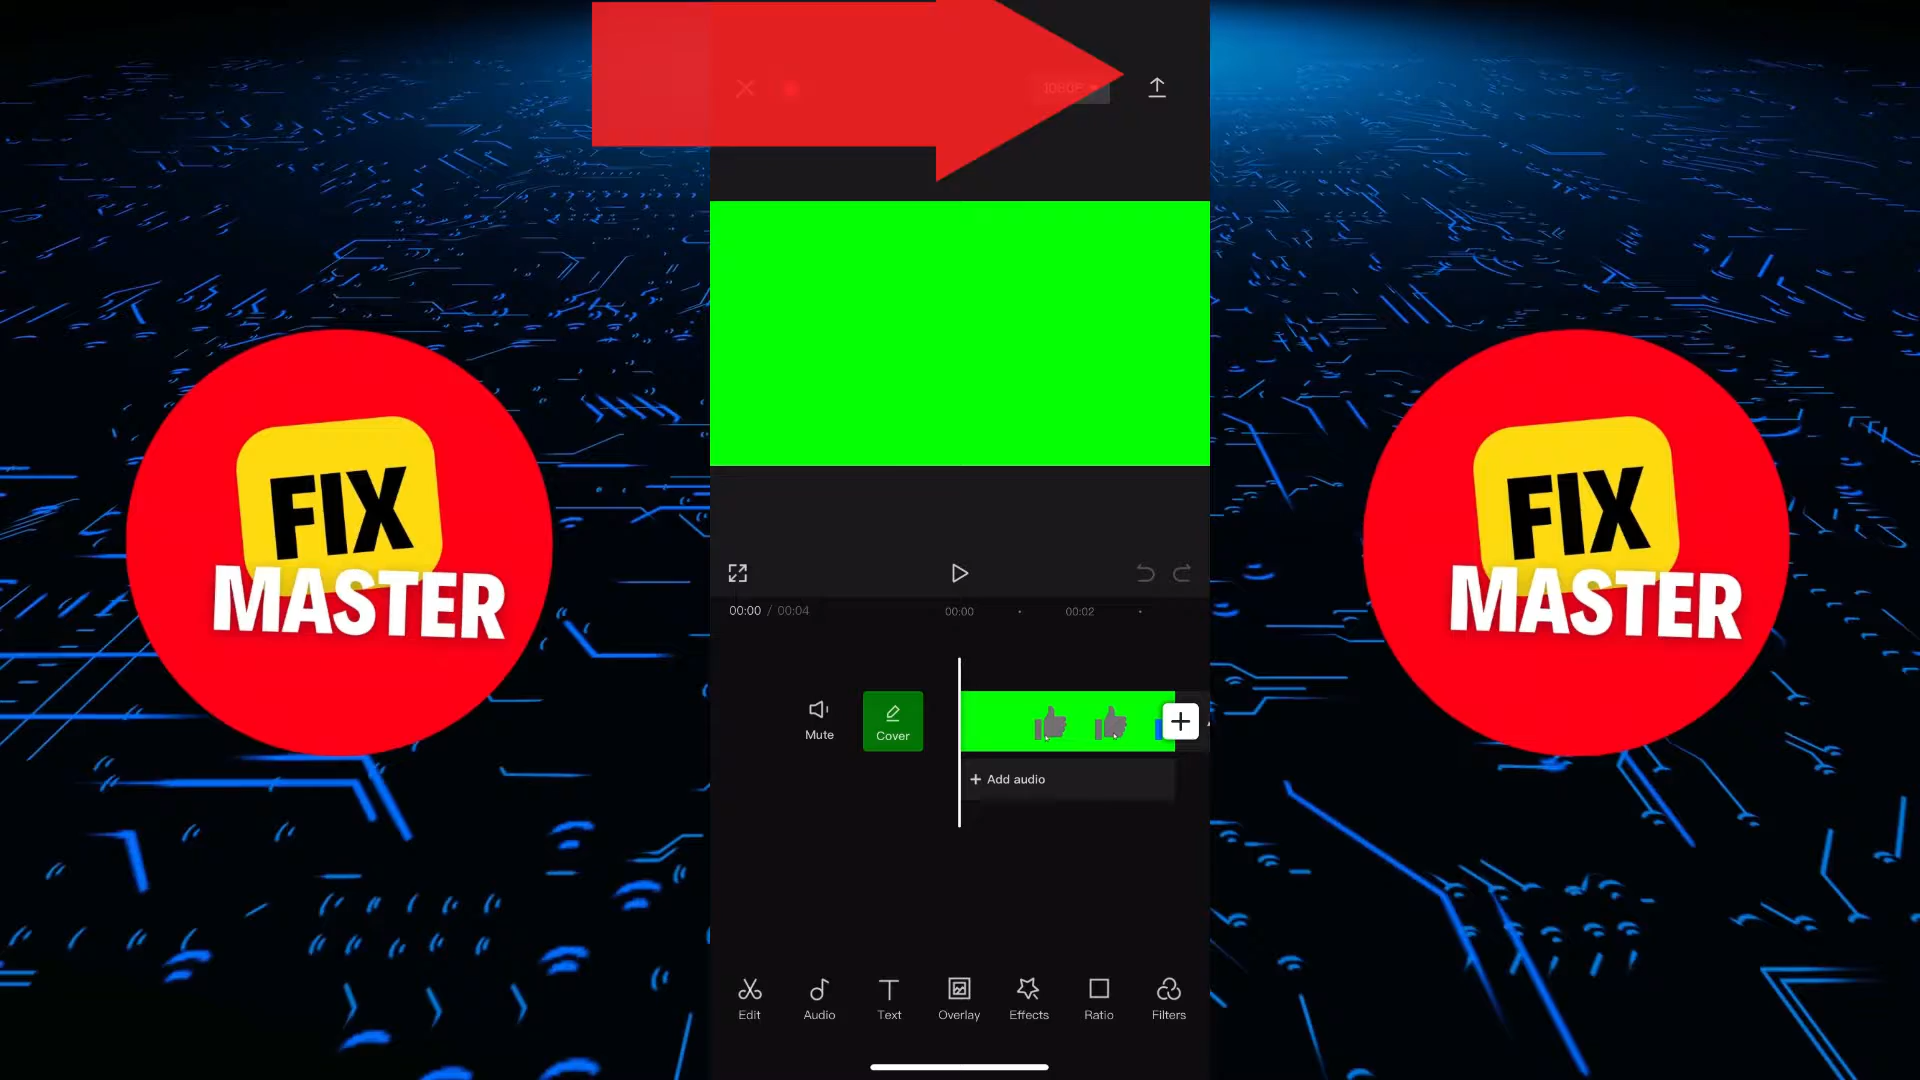 1080P
FIX
MASTER
FIX
MASTER
00:00 / 00:04
00:00
00:02
Mute
Cover
+ Add audio
Edit
Audio
Text
Overlay
Effects
Ratio
Filters